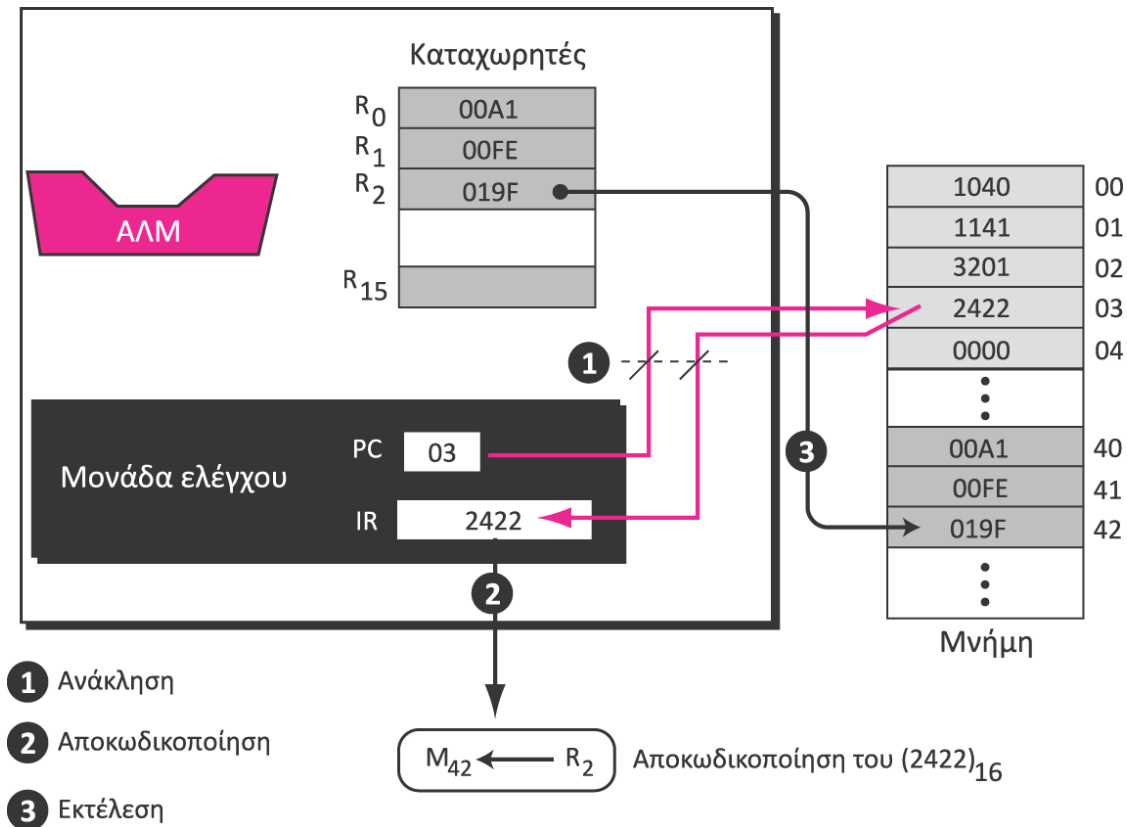 Καταχωρητές
R0 00A1
R1 00FE
R2 019F
R15
ΑΛΜ
1040 00
1141 01
3201 02
2422 03
0000 04
00A1 40
00FE 41
019F 42
Μνήμη
1
3
Μονάδα ελέγχου
PC 03
IR 2422
2
1 Ανάκληση
2 Αποκωδικοποίηση
3 Εκτέλεση
M42 R2 Αποκωδικοποίηση του (2422)16